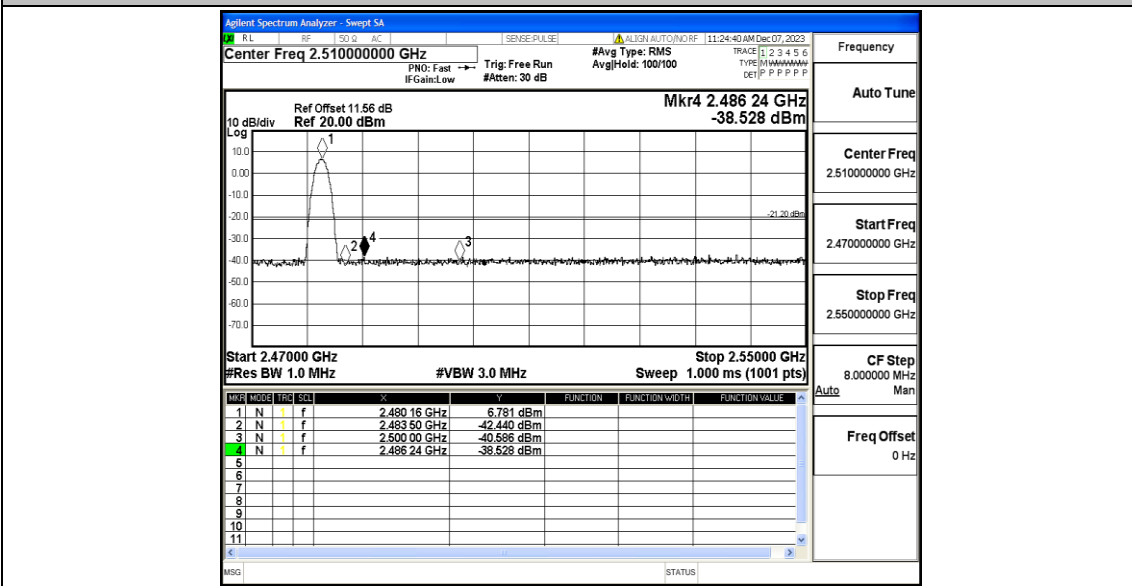 Agilent Spectrum Analyzer - Swept SA
RL RF 50 Ω AC SENSE:PULSE ALIGN AUTO/NO RF 11:24:40 AM Dec 07, 2023
Center Freq 2.510000000 GHz
PNO: Fast
IFGain:Low
Trig: Free Run
#Atten: 30 dB
#Avg Type: RMS
Avg|Hold: 100/100
TRACE 1 2 3 4 5 6
TYPE M
DET P P P P P P
Ref Offset 11.56 dB
10 dB/div Ref 20.00 dBm
Log
Mkr4 2.486 24 GHz
-38.528 dBm
10.0
0.00
-10.0
-20.0
-30.0
-40.0
-50.0
-60.0
-70.0
1
2
4
3
-21.20 dBm
Start 2.47000 GHz Stop 2.55000 GHz
#Res BW 1.0 MHz #VBW 3.0 MHz Sweep 1.000 ms (1001 pts)
MKR MODE TRC SCL X Y FUNCTION FUNCTION WIDTH FUNCTION VALUE
1 N 1 f 2.480 16 GHz 6.781 dBm
2 N 1 f 2.483 50 GHz -42.440 dBm
3 N 1 f 2.500 00 GHz -40.586 dBm
4 N 1 f 2.486 24 GHz -38.528 dBm
5
6
7
8
9
10
11
MSG STATUS
Frequency
Auto Tune
Center Freq
2.510000000 GHz
Start Freq
2.470000000 GHz
Stop Freq
2.550000000 GHz
CF Step
8.000000 MHz
Auto Man
Freq Offset
0 Hz